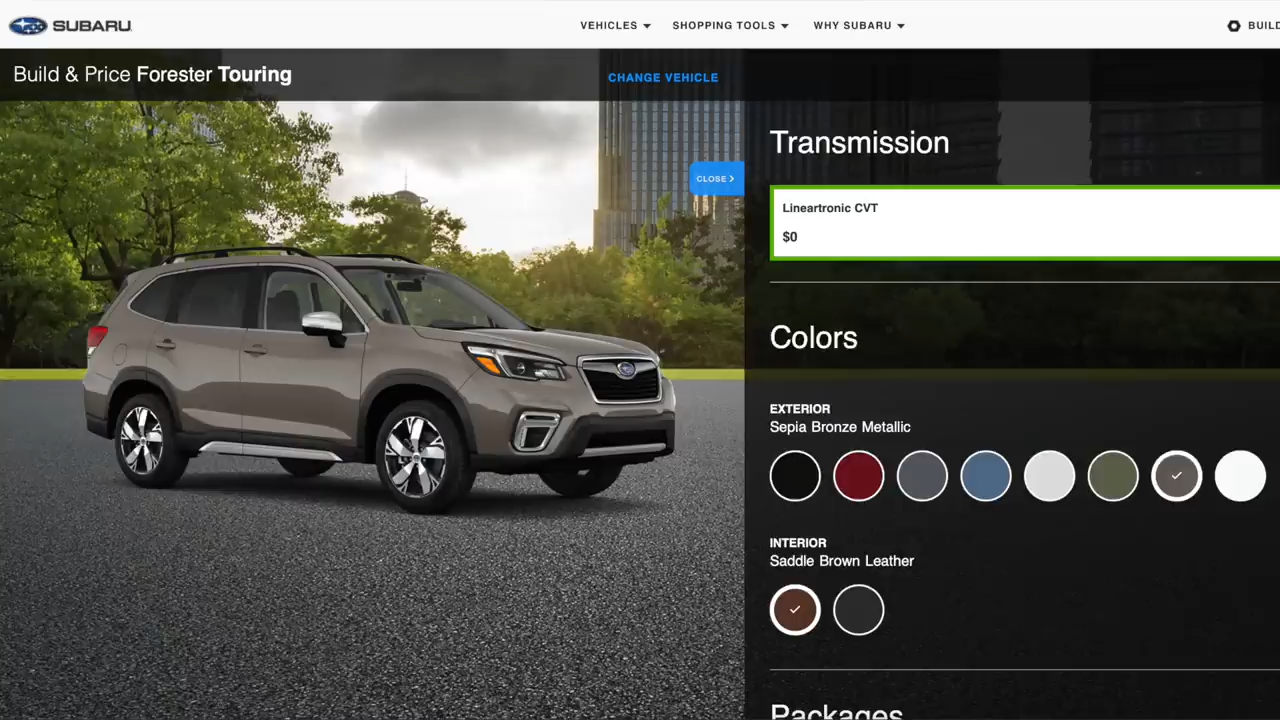 SUBARU
VEHICLES
SHOPPING TOOLS
WHY SUBARU
BUILD
Build & Price Forester Touring
CHANGE VEHICLE
CLOSE
Transmission
Lineartronic CVT
$0
Colors
EXTERIOR
Sepia Bronze Metallic
INTERIOR
Saddle Brown Leather
Packages